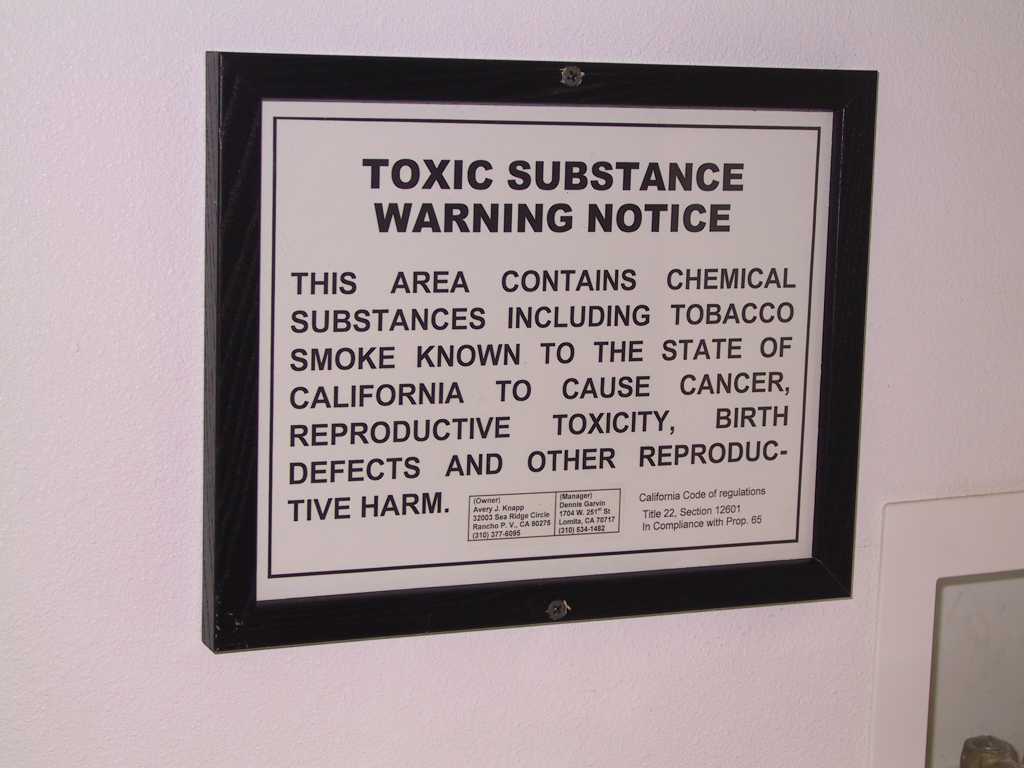 TOXIC SUBSTANCE
WARNING NOTICE
THIS AREA CONTAINS CHEMICAL
SUBSTANCES INCLUDING TOBACCO
SMOKE KNOWN TO THE STATE OF
CALIFORNIA TO CAUSE CANCER,
REPRODUCTIVE TOXICITY, BIRTH
DEFECTS AND OTHER REPRODUC-
TIVE HARM.
(Owner)
Avery J. Knapp
32003 Sea Ridge Circle
Rancho P. V., CA 90275
(310) 377-6095
(Manager)
Dennis Garvin
1704 W. 251st St
Lomita, CA 70717
(310) 534-1482
California Code of regulations
Title 22, Section 12601
In Compliance with Prop. 65